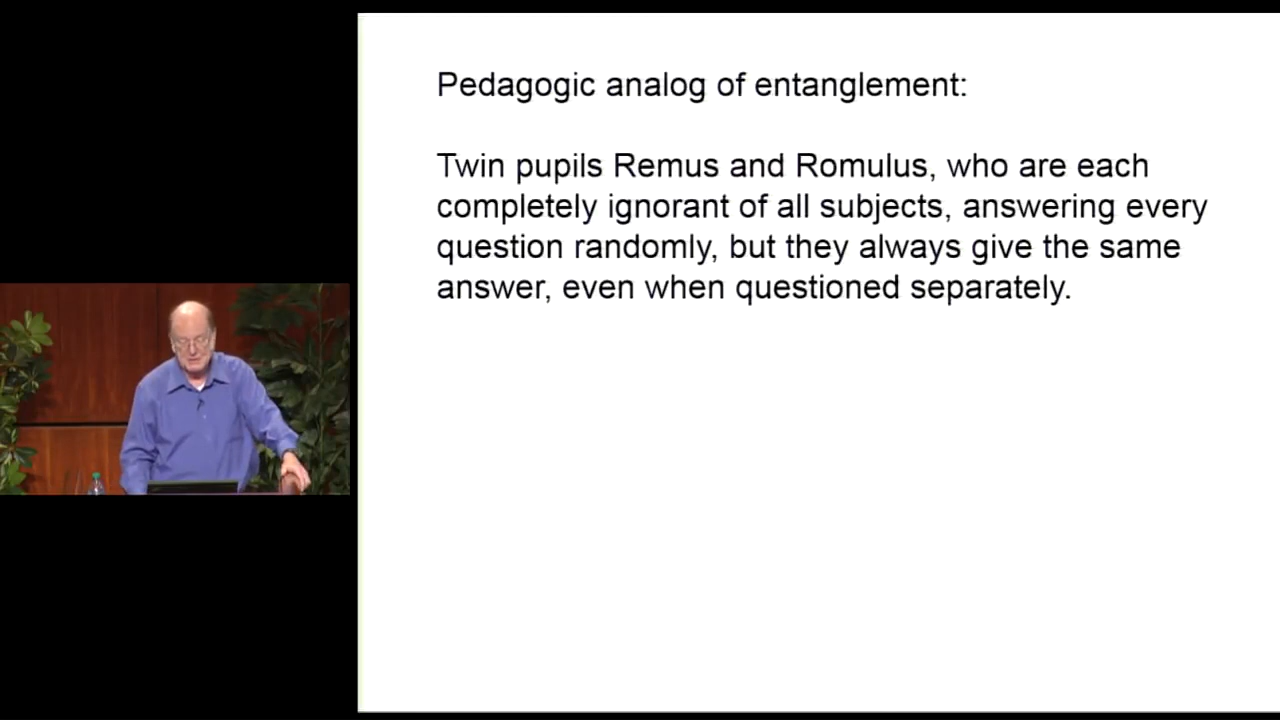 Pedagogic analog of entanglement:
Twin pupils Remus and Romulus, who are each
completely ignorant of all subjects, answering every
question randomly, but they always give the same
answer, even when questioned separately.